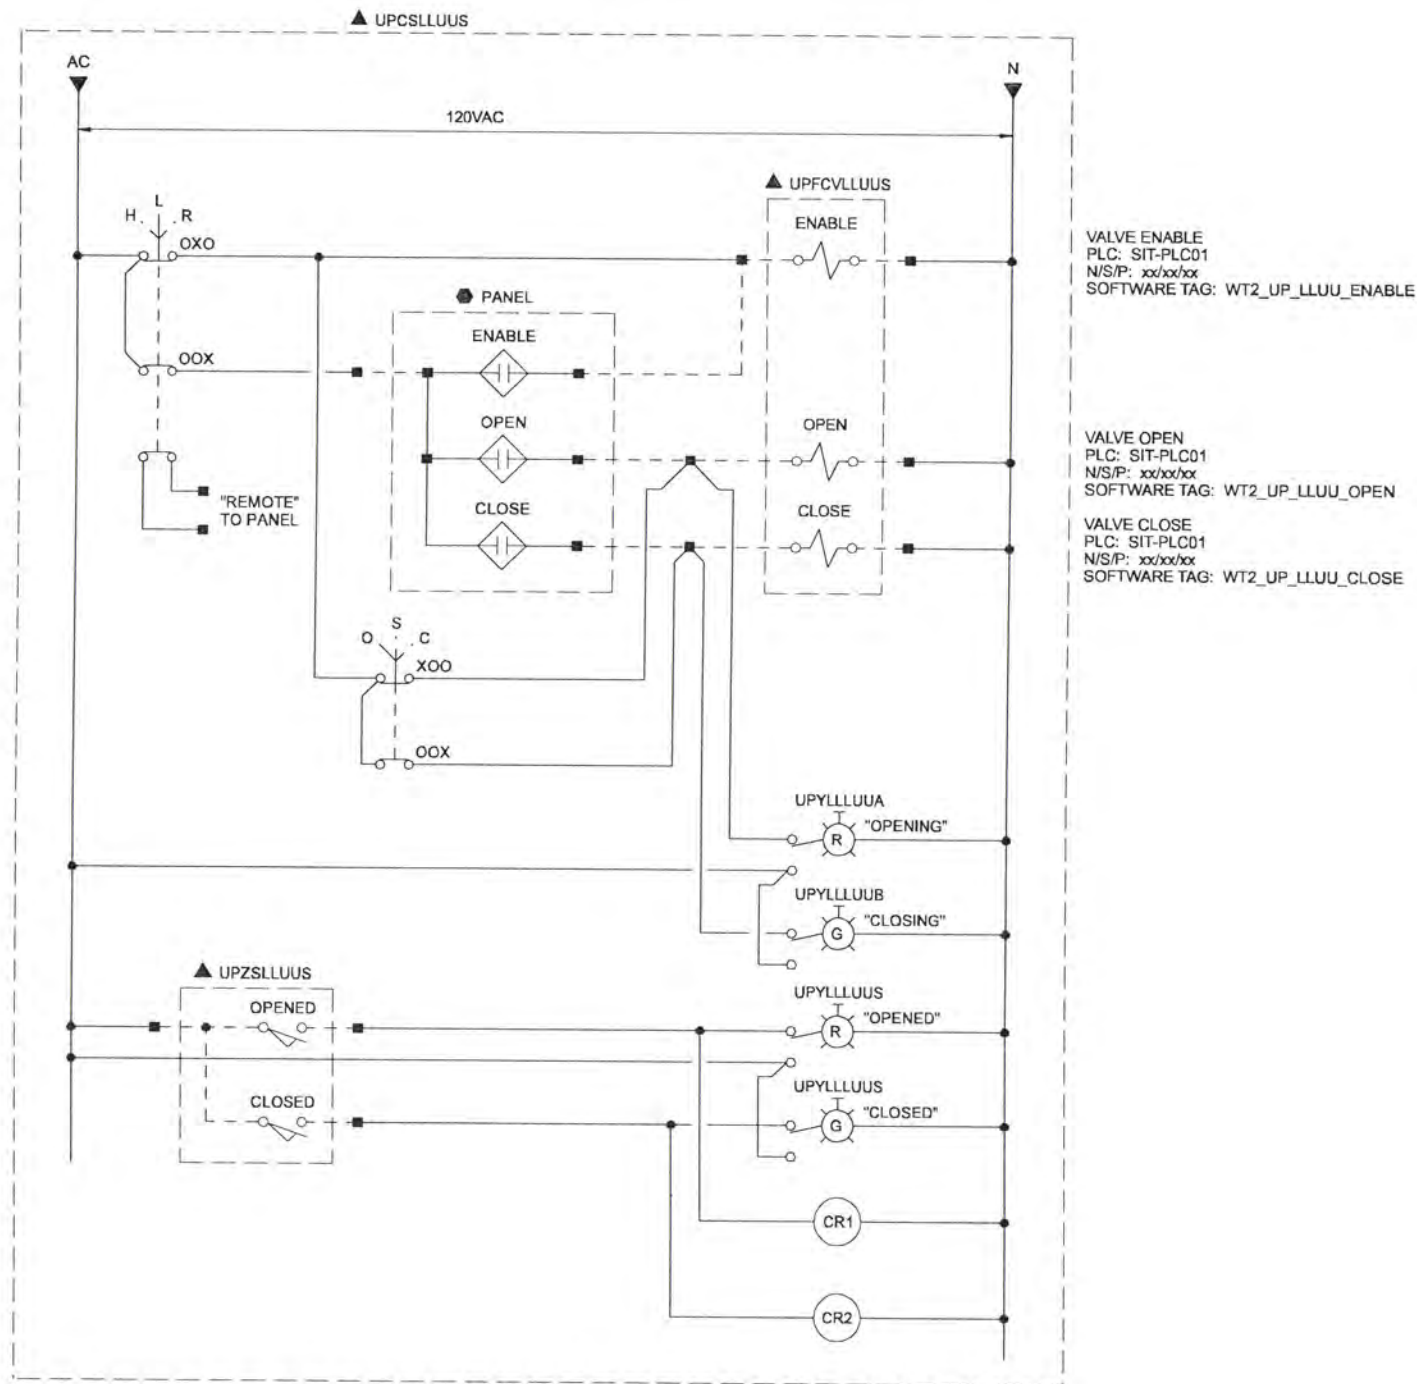 UPCSLLUUS
AC
N
120VAC
UPFCVLLUUS
L
H R
OXO
ENABLE
VALVE ENABLE
PLC: SIT-PLC01
N/S/P: xx/xx/xx
SOFTWARE TAG: WT2_UP_LLUU_ENABLE
PANEL
ENABLE
OOX
OPEN
OPEN
VALVE OPEN
PLC: SIT-PLC01
N/S/P: xx/xx/xx
SOFTWARE TAG: WT2_UP_LLUU_OPEN
"REMOTE"
TO PANEL
CLOSE
CLOSE
VALVE CLOSE
PLC: SIT-PLC01
N/S/P: xx/xx/xx
SOFTWARE TAG: WT2_UP_LLUU_CLOSE
S
O C
XOO
OOX
UPYLLLUUA
R "OPENING"
UPYLLLUUB
G "CLOSING"
UPZSLLUUS
OPENED
UPYLLLUUS
R "OPENED"
CLOSED
UPYLLLUUS
G "CLOSED"
CR1
CR2